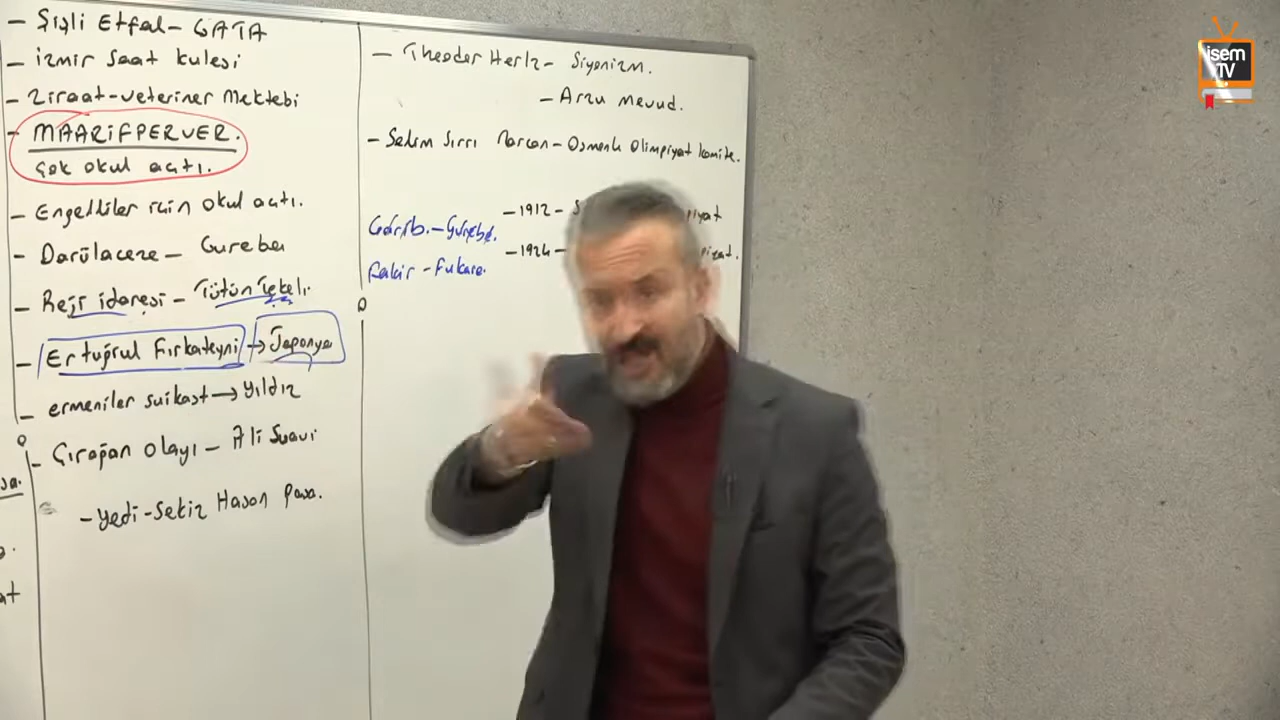 - Şişli Etfal - GATA
- izmir Saat kulesi
- Ziraat-veteriner Mektebi
- MAARİFPERVER.
çok okul açtı.
- Engelliler için okul açtı.
- Darülaceze - Gureba
- Reji idaresi - Tütün Tekeli
- Ertuğrul Fırkateyni → Japonya
- ermeniler suikast → yıldız
- Çırağan olayı - Ali Suavi
- Yedi-Sekiz Hasan Paşa.
- Theodor Herlz - Siyonizm.
- Arzu Mevud.
- Selim Sırrı Tarcan - Osmanlı Olimpiyat komite.
- 1912 -
- 1924 -
Garib. - Gureba.
Fakir - Fukara.
isem
TV